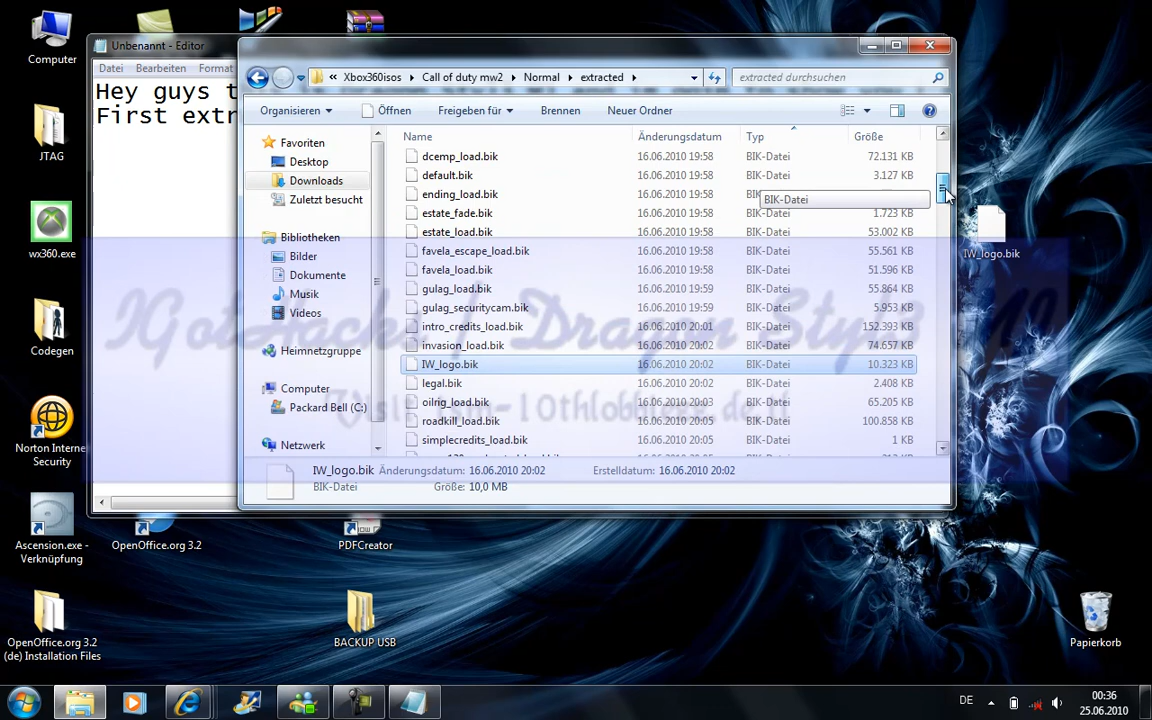 Computer
JTAG
wx360.exe
Codegen
Norton Internet
Security
Ascension.exe -
Verknüpfung
OpenOffice.org 3.2
OpenOffice.org 3.2
(de) Installation Files
PDFCreator
BACKUP USB
IW_logo.bik
Papierkorb
Unbenannt - Editor
Datei Bearbeiten Format
Hey guys
First extr
Xbox360isos Call of duty mw2 Normal extracted
extracted durchsuchen
Organisieren Öffnen Freigeben für Brennen Neuer Ordner
Favoriten
Desktop
Downloads
Zuletzt besucht
Bibliotheken
Bilder
Dokumente
Musik
Videos
Heimnetzgruppe
Computer
Packard Bell (C:)
Netzwerk
Name Änderungsdatum Typ Größe
dcemp_load.bik 16.06.2010 19:58 BIK-Datei 72.131 KB
default.bik 16.06.2010 19:58 BIK-Datei 3.127 KB
ending_load.bik 16.06.2010 19:58
BIK-Datei
estate_fade.bik 16.06.2010 19:58 BIK-Datei 1.723 KB
estate_load.bik 16.06.2010 19:58 BIK-Datei 53.002 KB
favela_escape_load.bik 16.06.2010 19:58 BIK-Datei 55.561 KB
favela_load.bik 16.06.2010 19:58 BIK-Datei 51.596 KB
gulag_load.bik 16.06.2010 19:59 BIK-Datei 55.864 KB
gulag_securitycam.bik 16.06.2010 19:59 BIK-Datei 5.953 KB
intro_credits_load.bik 16.06.2010 20:01 BIK-Datei 152.393 KB
invasion_load.bik 16.06.2010 20:02 BIK-Datei 74.657 KB
IW_logo.bik 16.06.2010 20:02 BIK-Datei 10.323 KB
legal.bik 16.06.2010 20:02 BIK-Datei 2.408 KB
oilrig_load.bik 16.06.2010 20:03 BIK-Datei 65.205 KB
roadkill_load.bik 16.06.2010 20:05 BIK-Datei 100.858 KB
simplecredits_load.bik 16.06.2010 20:05 BIK-Datei 1 KB
IW_logo.bik Änderungsdatum: 16.06.2010 20:02 Erstelldatum: 16.06.2010 20:02
BIK-Datei Größe: 10,0 MB
DE
00:36
25.06.2010